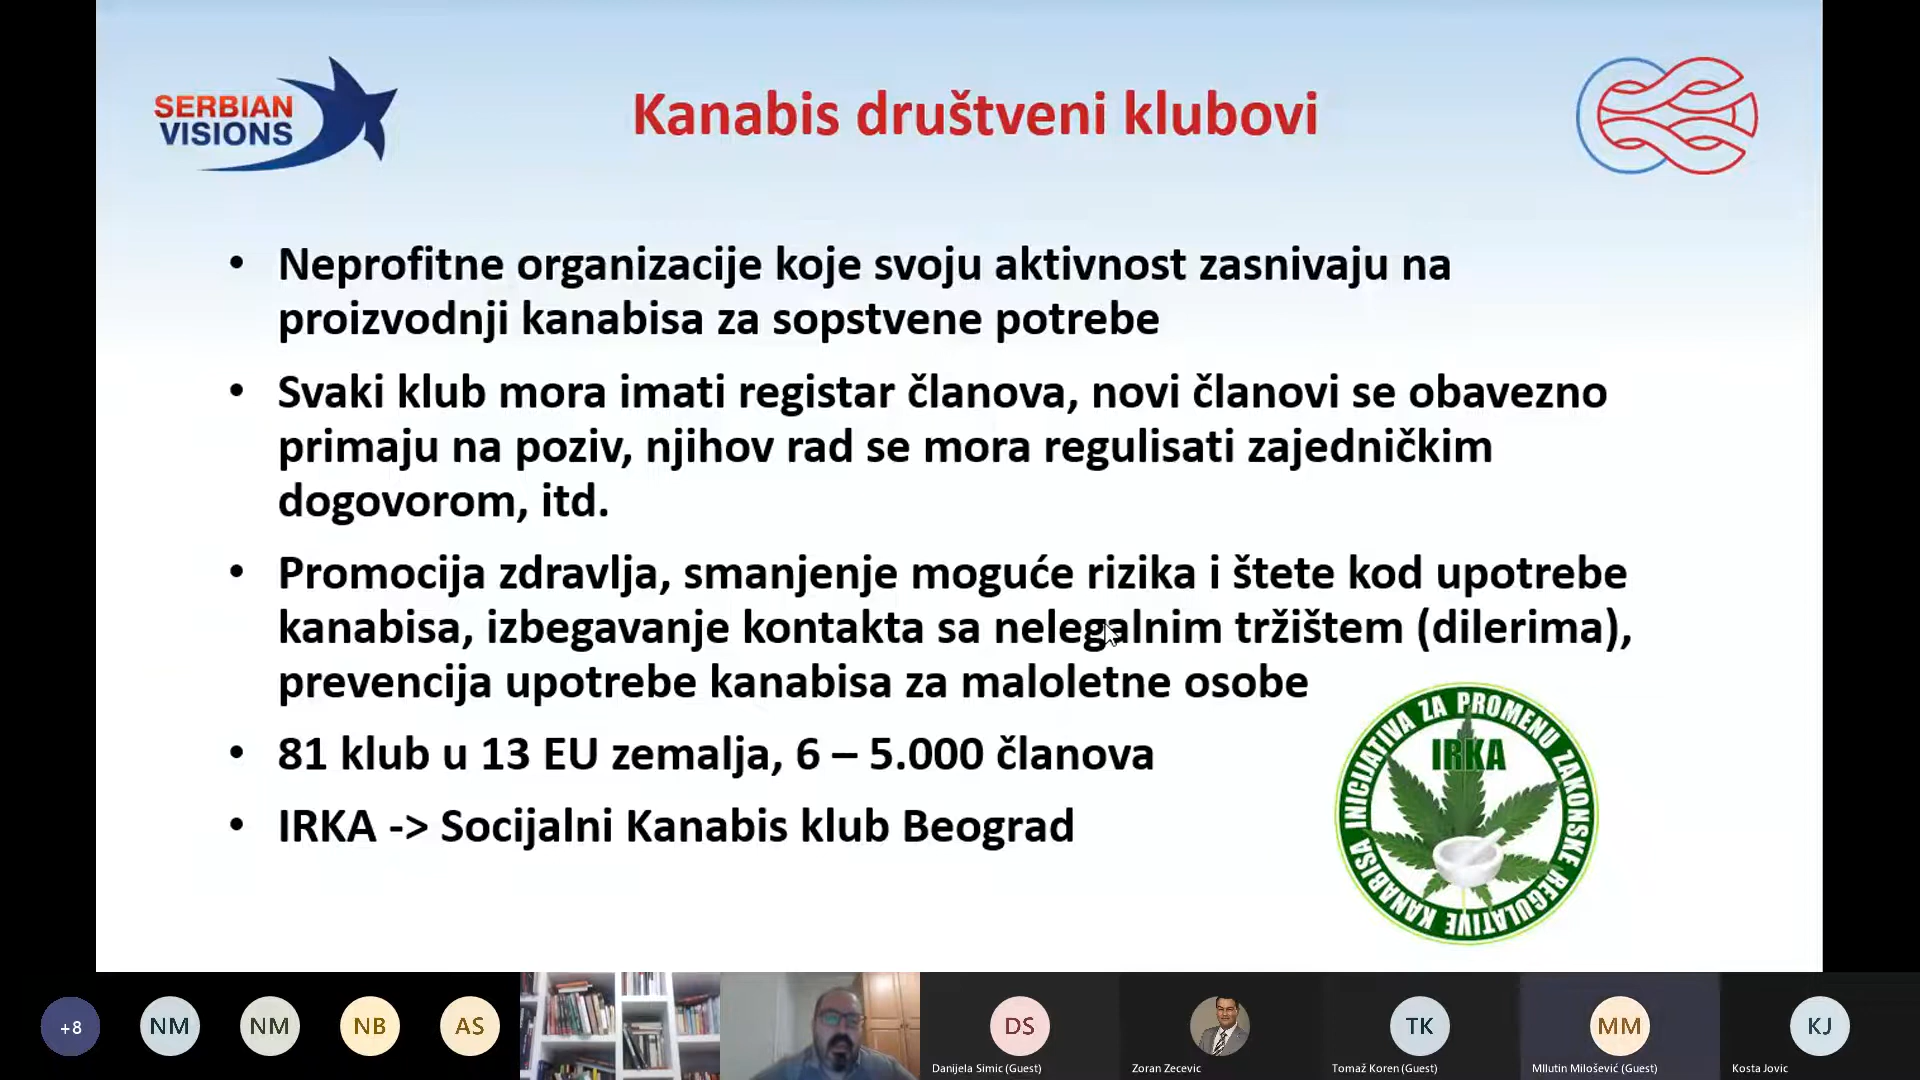 SERBIAN
VISIONS
Kanabis društveni klubovi
• Neprofitne organizacije koje svoju aktivnost zasnivaju na
proizvodnji kanabisa za sopstvene potrebe
• Svaki klub mora imati registar članova, novi članovi se obavezno
primaju na poziv, njihov rad se mora regulisati zajedničkim
dogovorom, itd.
• Promocija zdravlja, smanjenje moguće rizika i štete kod upotrebe
kanabisa, izbegavanje kontakta sa nelegalnim tržištem (dilerima),
prevencija upotrebe kanabisa za maloletne osobe
• 81 klub u 13 EU zemalja, 6 – 5.000 članova
• IRKA -> Socijalni Kanabis klub Beograd
INICIJATIVA ZA PROMENU ZAKONSKE REGULATIVE KANABISA
IRKA
+8
NM
NM
NB
AS
DS
TK
MM
KJ
Danijela Simic (Guest)
Zoran Zecevic
Tomaž Koren (Guest)
MIlutin Milošević (Guest)
Kosta Jovic